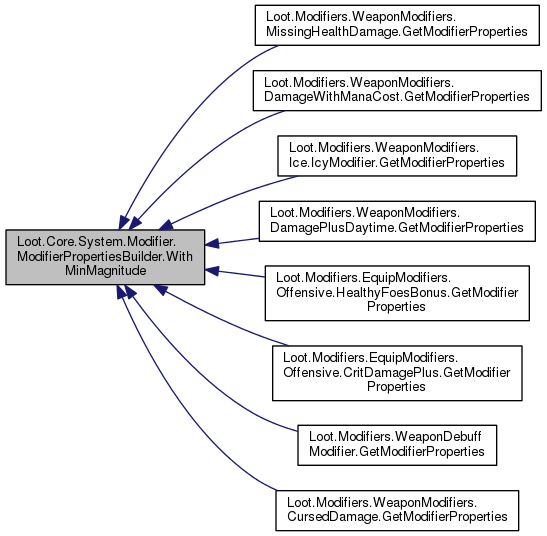 Loot.Modifiers.WeaponModifiers.
MissingHealthDamage.GetModifierProperties
Loot.Modifiers.WeaponModifiers.
DamageWithManaCost.GetModifierProperties
Loot.Modifiers.WeaponModifiers.
Ice.IcyModifier.GetModifierProperties
Loot.Modifiers.WeaponModifiers.
DamagePlusDaytime.GetModifierProperties
Loot.Core.System.Modifier.
ModifierPropertiesBuilder.With
MinMagnitude
Loot.Modifiers.EquipModifiers.
Offensive.HealthyFoesBonus.GetModifier
Properties
Loot.Modifiers.EquipModifiers.
Offensive.CritDamagePlus.GetModifier
Properties
Loot.Modifiers.WeaponDebuff
Modifier.GetModifierProperties
Loot.Modifiers.WeaponModifiers.
CursedDamage.GetModifierProperties